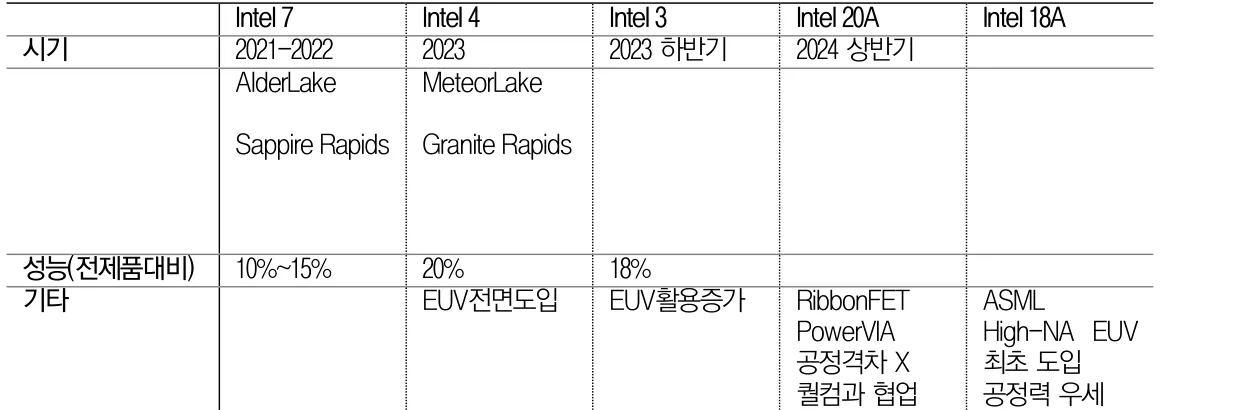 Intel 7 Intel 4 Intel 3 Intel 20A Intel 18A
시기 2021-2022 2023 2023 하반기 2024 상반기
AlderLake MeteorLake
Sappire Rapids Granite Rapids
성능(전제품대비) 10%~15% 20% 18%
기타 EUV전면도입 EUV활용증가 RibbonFET ASML
PowerVIA High-NA EUV
공정격차 X 최초 도입
퀄컴과 협업 공정력 우세